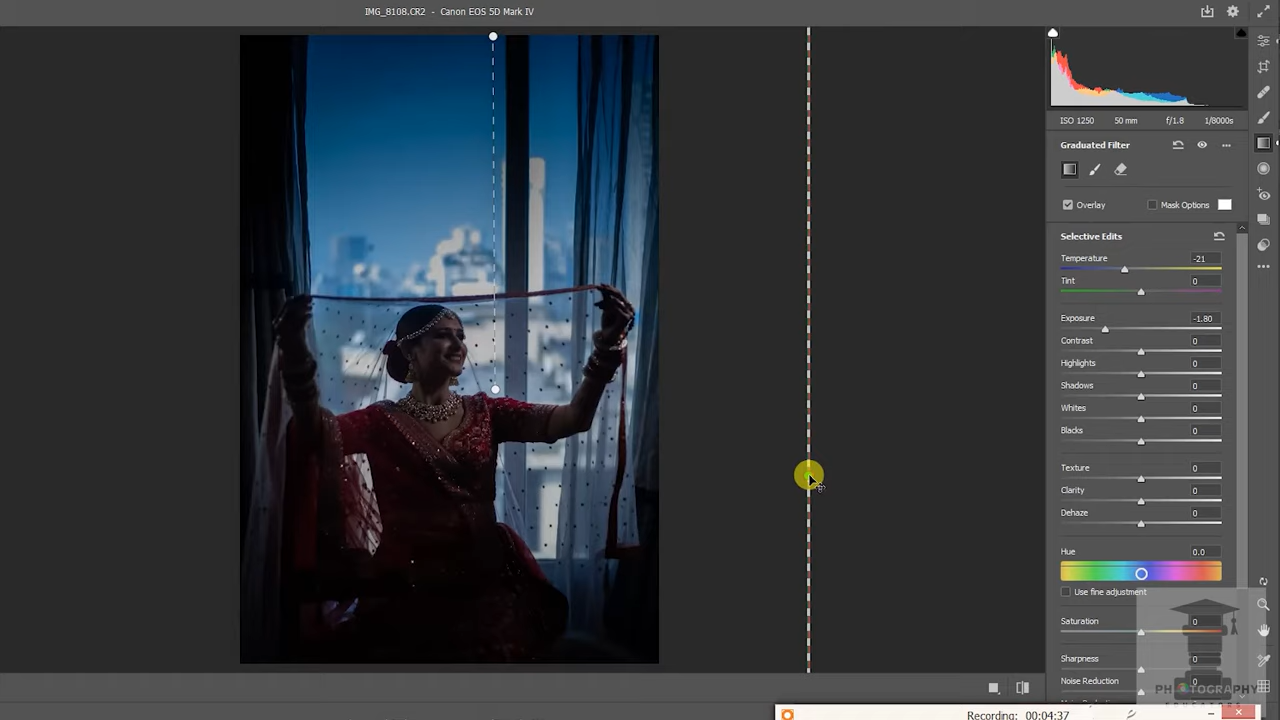 IMG_8108.CR2 - Canon EOS 5D Mark IV
ISO 1250 50 mm f/1.8 1/8000s
Graduated Filter
Overlay Mask Options
Selective Edits
Temperature -21
Tint 0
Exposure -1.80
Contrast 0
Highlights 0
Shadows 0
Whites 0
Blacks 0
Texture 0
Clarity 0
Dehaze 0
Hue 0.0
Use fine adjustment
Saturation 0
Sharpness 0
Noise Reduction 0
PHOTOGRAPHY
Recording: 00:04:37